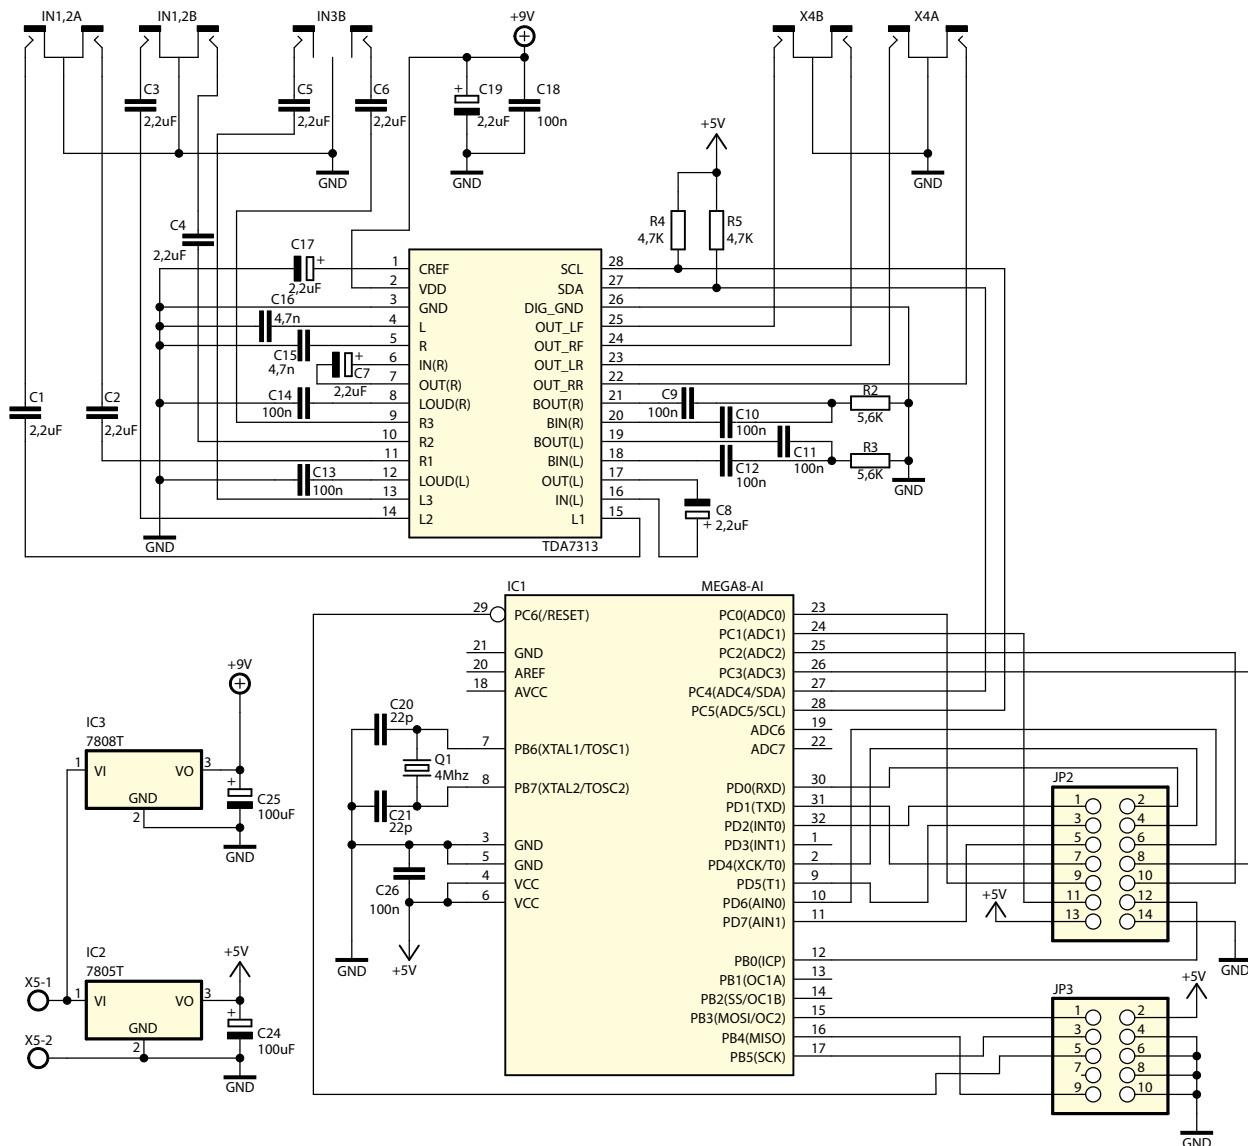 IN1,2A IN1,2B IN3B +9V X4B X4A
C3 2,2uF
C5 2,2uF
C6 2,2uF
+ C19 2,2uF
C18 100n
GND GND GND
+5V
R4 4,7K
R5 4,7K
C4 2,2uF
C17 + 2,2uF
C16 4,7n
C15 4,7n
+ C7 2,2uF
C14 100n
C13 100n
C1 2,2uF
C2 2,2uF
GND
1 CREF SCL 28
2 VDD SDA 27
3 GND DIG_GND 26
4 L OUT_LF 25
5 R OUT_RF 24
6 IN(R) OUT_LR 23
7 OUT(R) OUT_RR 22
8 LOUD(R) BOUT(R) 21
9 R3 BIN(R) 20
10 R2 BOUT(L) 19
11 R1 BIN(L) 18
12 LOUD(L) OUT(L) 17
13 L3 IN(L) 16
14 L2 L1 15
TDA7313
C9 100n
C10 100n
C11 100n
C12 100n
R2 5,6K
R3 5,6K
GND
C8 + 2,2uF
IC1 MEGA8-AI
29 PC6(/RESET) PC0(ADC0) 23
PC1(ADC1) 24
21 GND PC2(ADC2) 25
20 AREF PC3(ADC3) 26
18 AVCC PC4(ADC4/SDA) 27
PC5(ADC5/SCL) 28
ADC6 19
7 PB6(XTAL1/TOSC1) ADC7 22
8 PB7(XTAL2/TOSC2) PD0(RXD) 30
PD1(TXD) 31
PD2(INT0) 32
3 GND PD3(INT1) 1
5 GND PD4(XCK/T0) 2
4 VCC PD5(T1) 9
6 VCC PD6(AIN0) 10
PD7(AIN1) 11
PB0(ICP) 12
PB1(OC1A) 13
PB2(SS/OC1B) 14
PB3(MOSI/OC2) 15
PB4(MISO) 16
PB5(SCK) 17
C20 22p
Q1 4Mhz
C21 22p
C26 100n
GND +5V
+9V
IC3
7808T
1 VI VO 3
GND
2
+ C25 100uF
GND
+5V
IC2
7805T
X5-1 1 VI VO 3
GND
X5-2 2
+ C24 100uF
GND
JP2
1 2
3 4
5 6
7 8
9 10
11 12
+5V 13 14
GND
JP3 +5V
1 2
3 4
5 6
7 8
9 10
GND